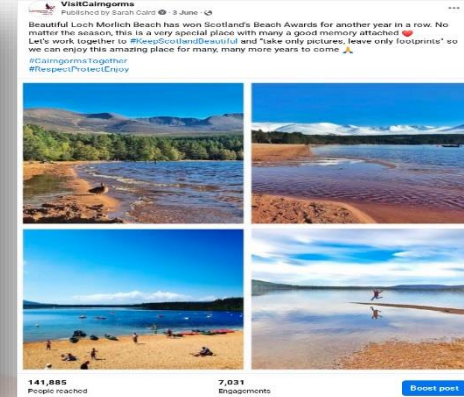 VisitCairngorms
Published by Sarah Caird · 3 June ·
Beautiful Loch Morlich Beach has won Scotland's Beach Awards for another year in a row. No
matter the season, this is a very special place with many a good memory attached ❤️
Let's work together to #KeepScotlandBeautiful and "take only pictures, leave only footprints" so
we can enjoy this amazing place for many, many more years to come 🙏
#CairngormsTogether
#RespectProtectEnjoy
141,885
People reached
7,031
Engagements
Boost post